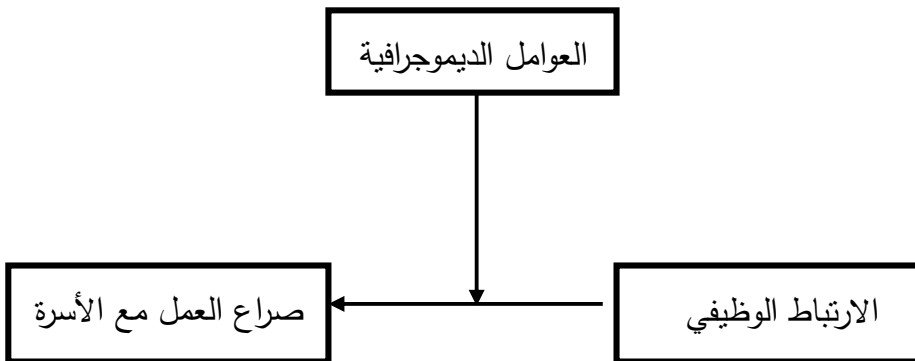 العوامل الديموجرافية
الارتباط الوظيفي
صراع العمل مع الأسرة